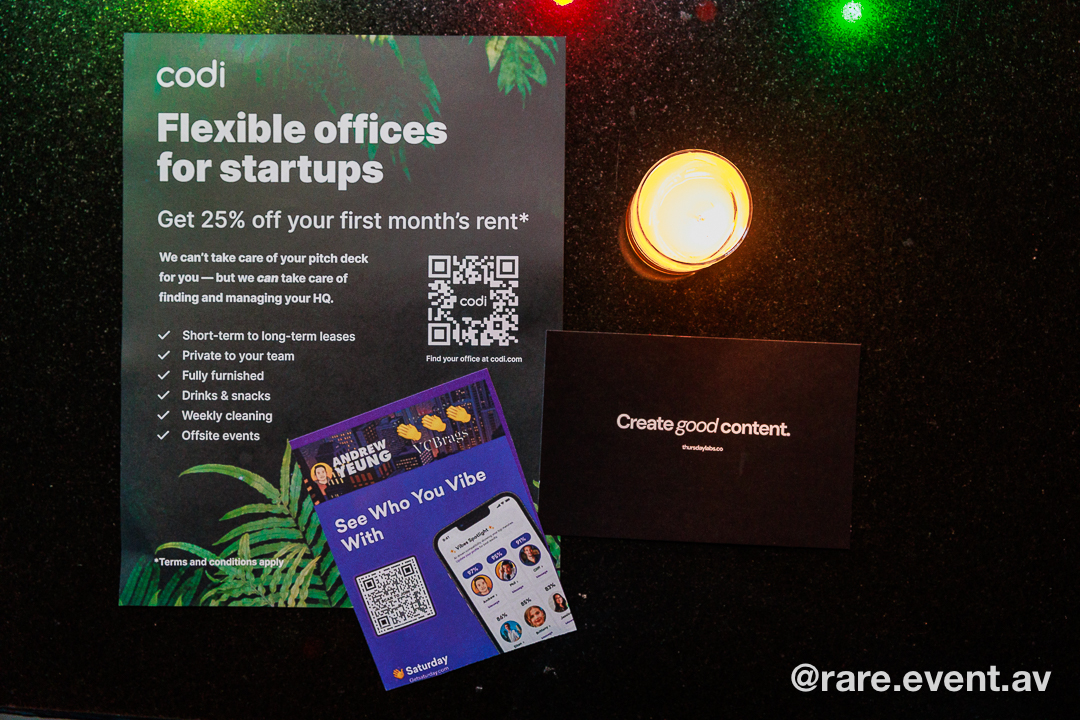 codi
Flexible offices
for startups
Get 25% off your first month's rent*
We can't take care of your pitch deck
for you — but we can take care of
finding and managing your HQ.
codi
Find your office at codi.com
Short-term to long-term leases
Private to your team
Fully furnished
Drinks & snacks
Weekly cleaning
Offsite events
*Terms and conditions apply
ANDREW
YEUNG
VCBrags
See Who You Vibe
With
Vibes Spotlight
97%
95%
91%
86%
85%
83%
Saturday
Create good content.
thursdaylabs.co
@rare.event.av